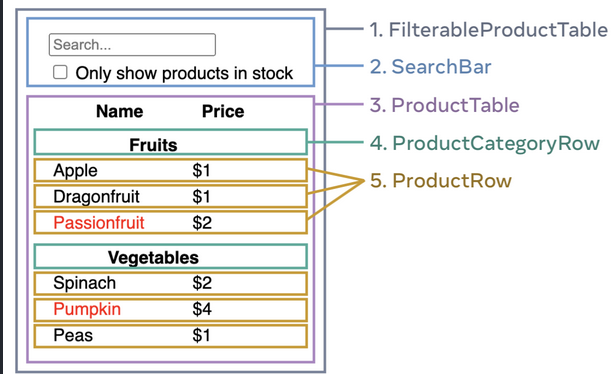 Search...
Only show products in stock
Name Price
Fruits
Apple $1
Dragonfruit $1
Passionfruit $2
Vegetables
Spinach $2
Pumpkin $4
Peas $1
1. FilterableProductTable
2. SearchBar
3. ProductTable
4. ProductCategoryRow
5. ProductRow